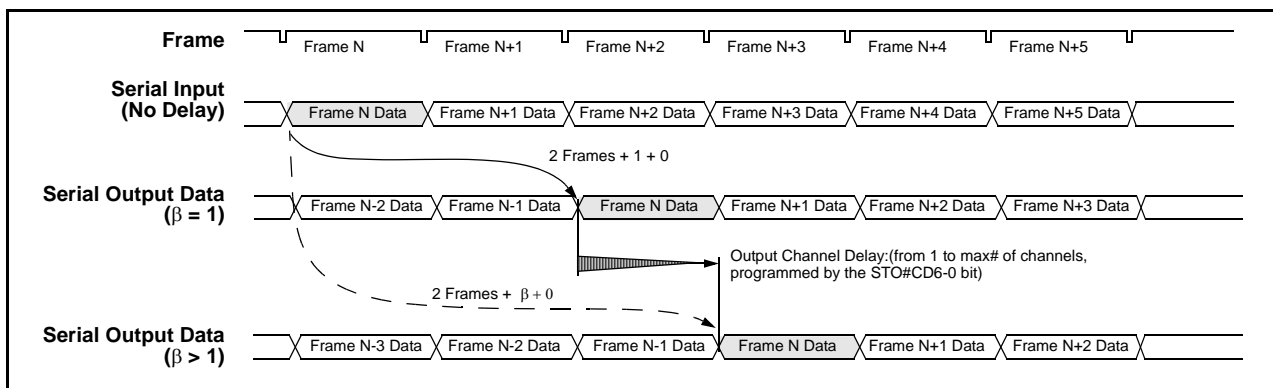 Frame
Frame N Frame N+1 Frame N+2 Frame N+3 Frame N+4 Frame N+5
Serial Input
(No Delay)
Frame N Data Frame N+1 Data Frame N+2 Data Frame N+3 Data Frame N+4 Data Frame N+5 Data
2 Frames + 1 + 0
Serial Output Data
(β = 1)
Frame N-2 Data Frame N-1 Data Frame N Data Frame N+1 Data Frame N+2 Data Frame N+3 Data
Output Channel Delay:(from 1 to max# of channels,
programmed by the STO#CD6-0 bit)
2 Frames + β + 0
Serial Output Data
(β > 1)
Frame N-3 Data Frame N-2 Data Frame N-1 Data Frame N Data Frame N+1 Data Frame N+2 Data